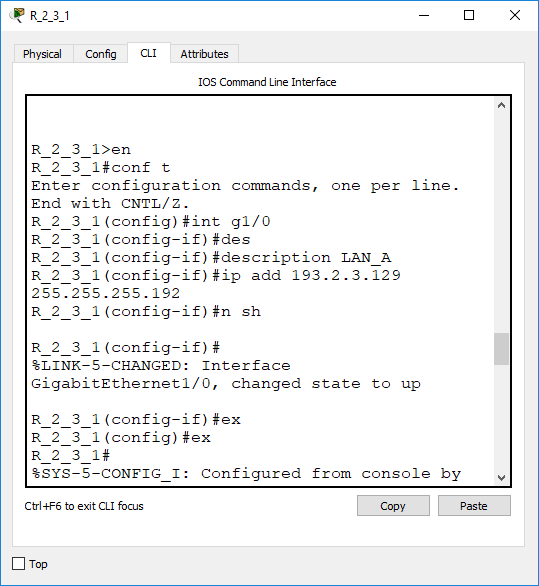 R_2_3_1
Physical Config CLI Attributes
IOS Command Line Interface
R_2_3_1>en
R_2_3_1#conf t
Enter configuration commands, one per line.
End with CNTL/Z.
R_2_3_1(config)#int g1/0
R_2_3_1(config-if)#des
R_2_3_1(config-if)#description LAN_A
R_2_3_1(config-if)#ip add 193.2.3.129
255.255.255.192
R_2_3_1(config-if)#n sh
R_2_3_1(config-if)#
%LINK-5-CHANGED: Interface
GigabitEthernet1/0, changed state to up
R_2_3_1(config-if)#ex
R_2_3_1(config)#ex
R_2_3_1#
%SYS-5-CONFIG_I: Configured from console by
Ctrl+F6 to exit CLI focus Copy Paste
Top